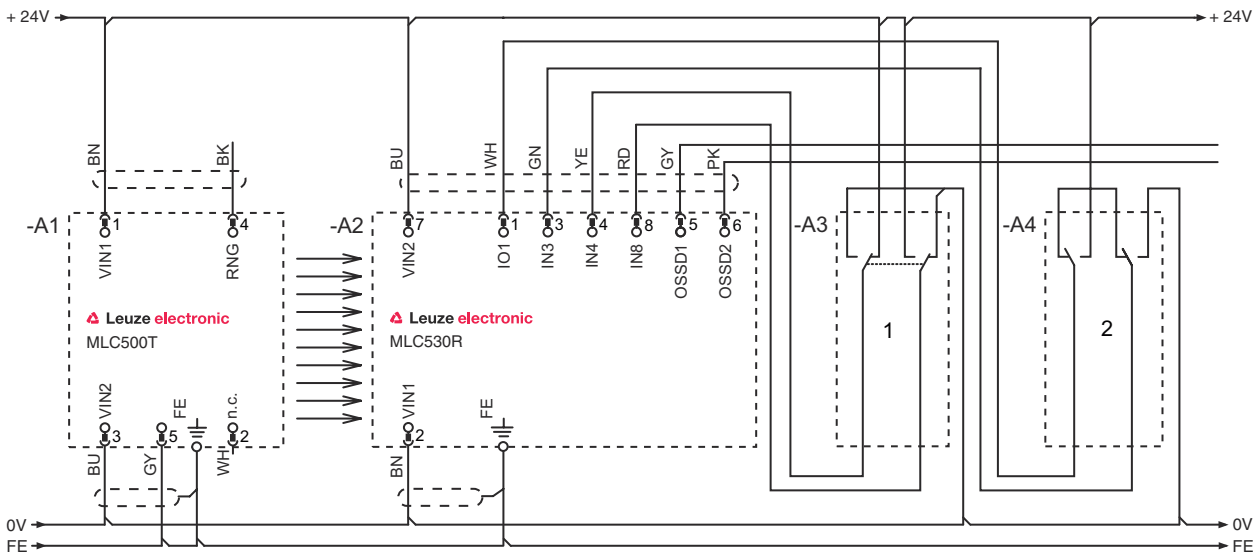 + 24V
+ 24V
BN
BK
BU
WH
GN
YE
RD
GY
PK
-A1
1
4
-A2
7
1
3
4
8
5
6
-A3
-A4
VIN1
RNG
VIN2
IO1
IN3
IN4
IN8
OSSD1
OSSD2
Leuze electronic
MLC500T
Leuze electronic
MLC530R
1
2
VIN2
FE
n.c.
VIN1
FE
3
5
2
2
BU
GY
WH
BN
0V
0V
FE
FE